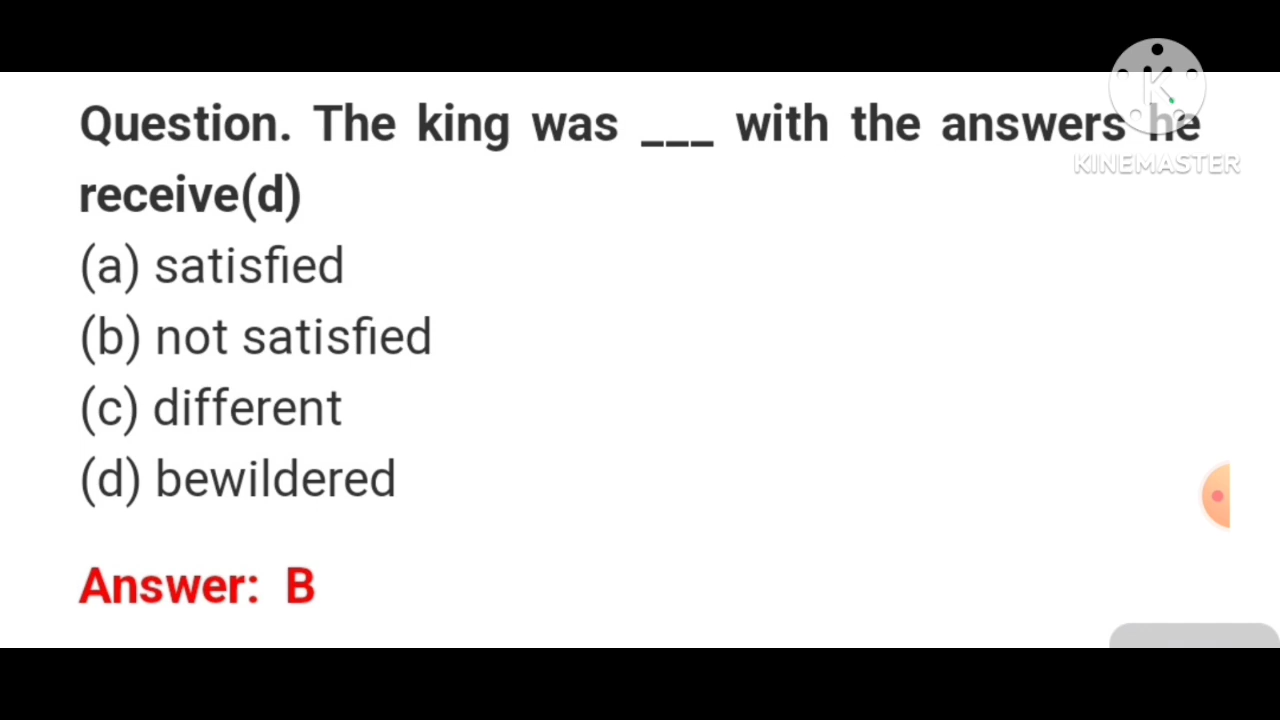 Question. The king was ___ with the answers he
KINEMASTER
receive(d)
(a) satisfied
(b) not satisfied
(c) different
(d) bewildered
Answer: B